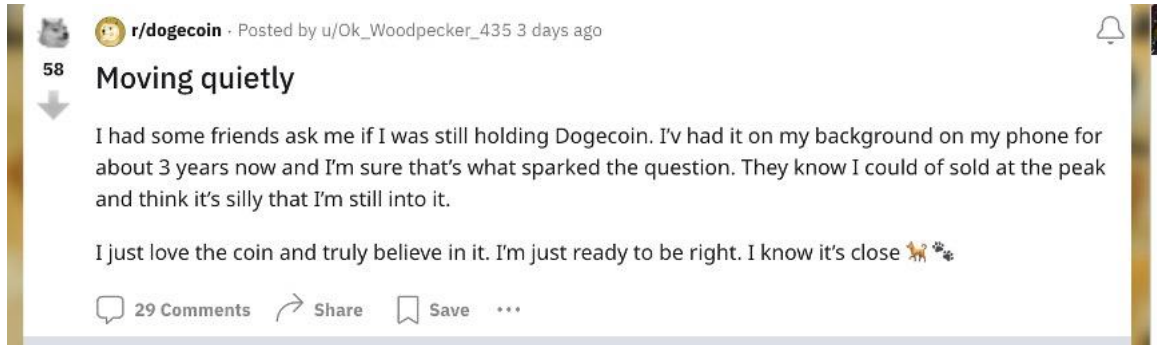 r/dogecoin · Posted by u/Ok_Woodpecker_435 3 days ago
58
Moving quietly
I had some friends ask me if I was still holding Dogecoin. I'v had it on my background on my phone for
about 3 years now and I'm sure that's what sparked the question. They know I could of sold at the peak
and think it's silly that I'm still into it.
I just love the coin and truly believe in it. I'm just ready to be right. I know it's close 🐕🐾
29 Comments Share Save ···